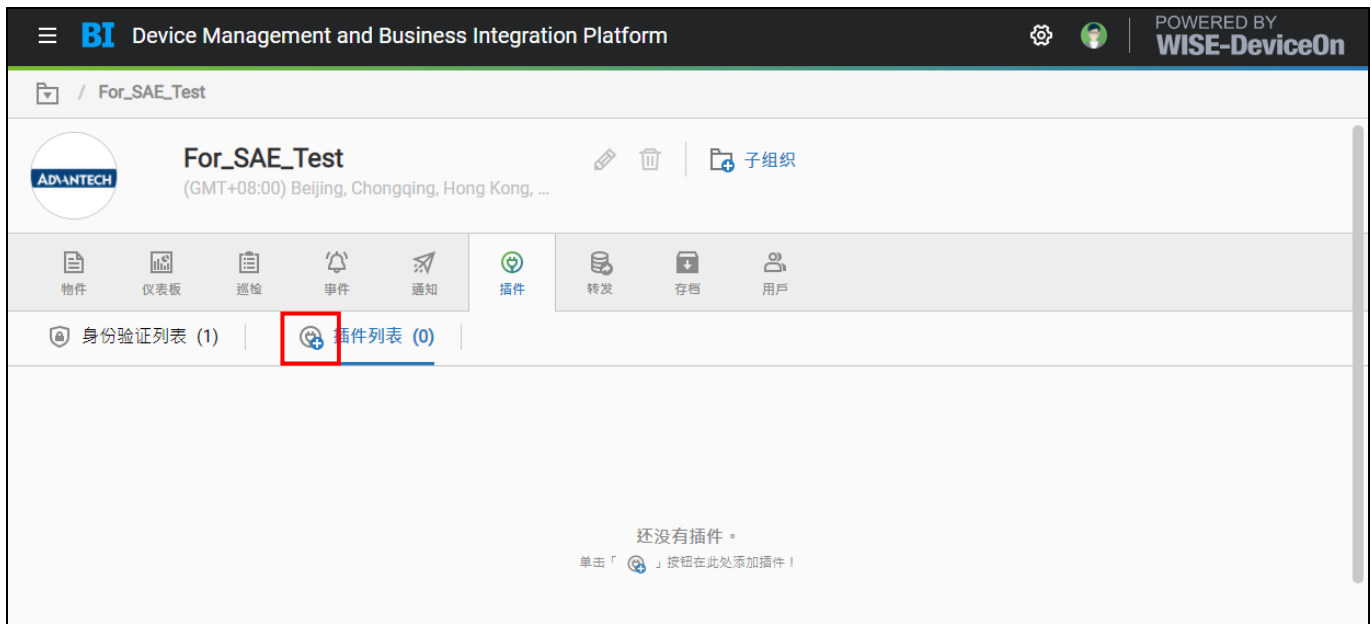 BI Device Management and Business Integration Platform
POWERED BY
WISE-DeviceOn
/ For_SAE_Test
ADVANTECH
For_SAE_Test
(GMT+08:00) Beijing, Chongqing, Hong Kong, ...
子组织
物件 仪表板 巡检 事件 通知 插件 转发 存档 用戶
身份验证列表 (1) 插件列表 (0)
还没有插件。
单击「 」按钮在此处添加插件！